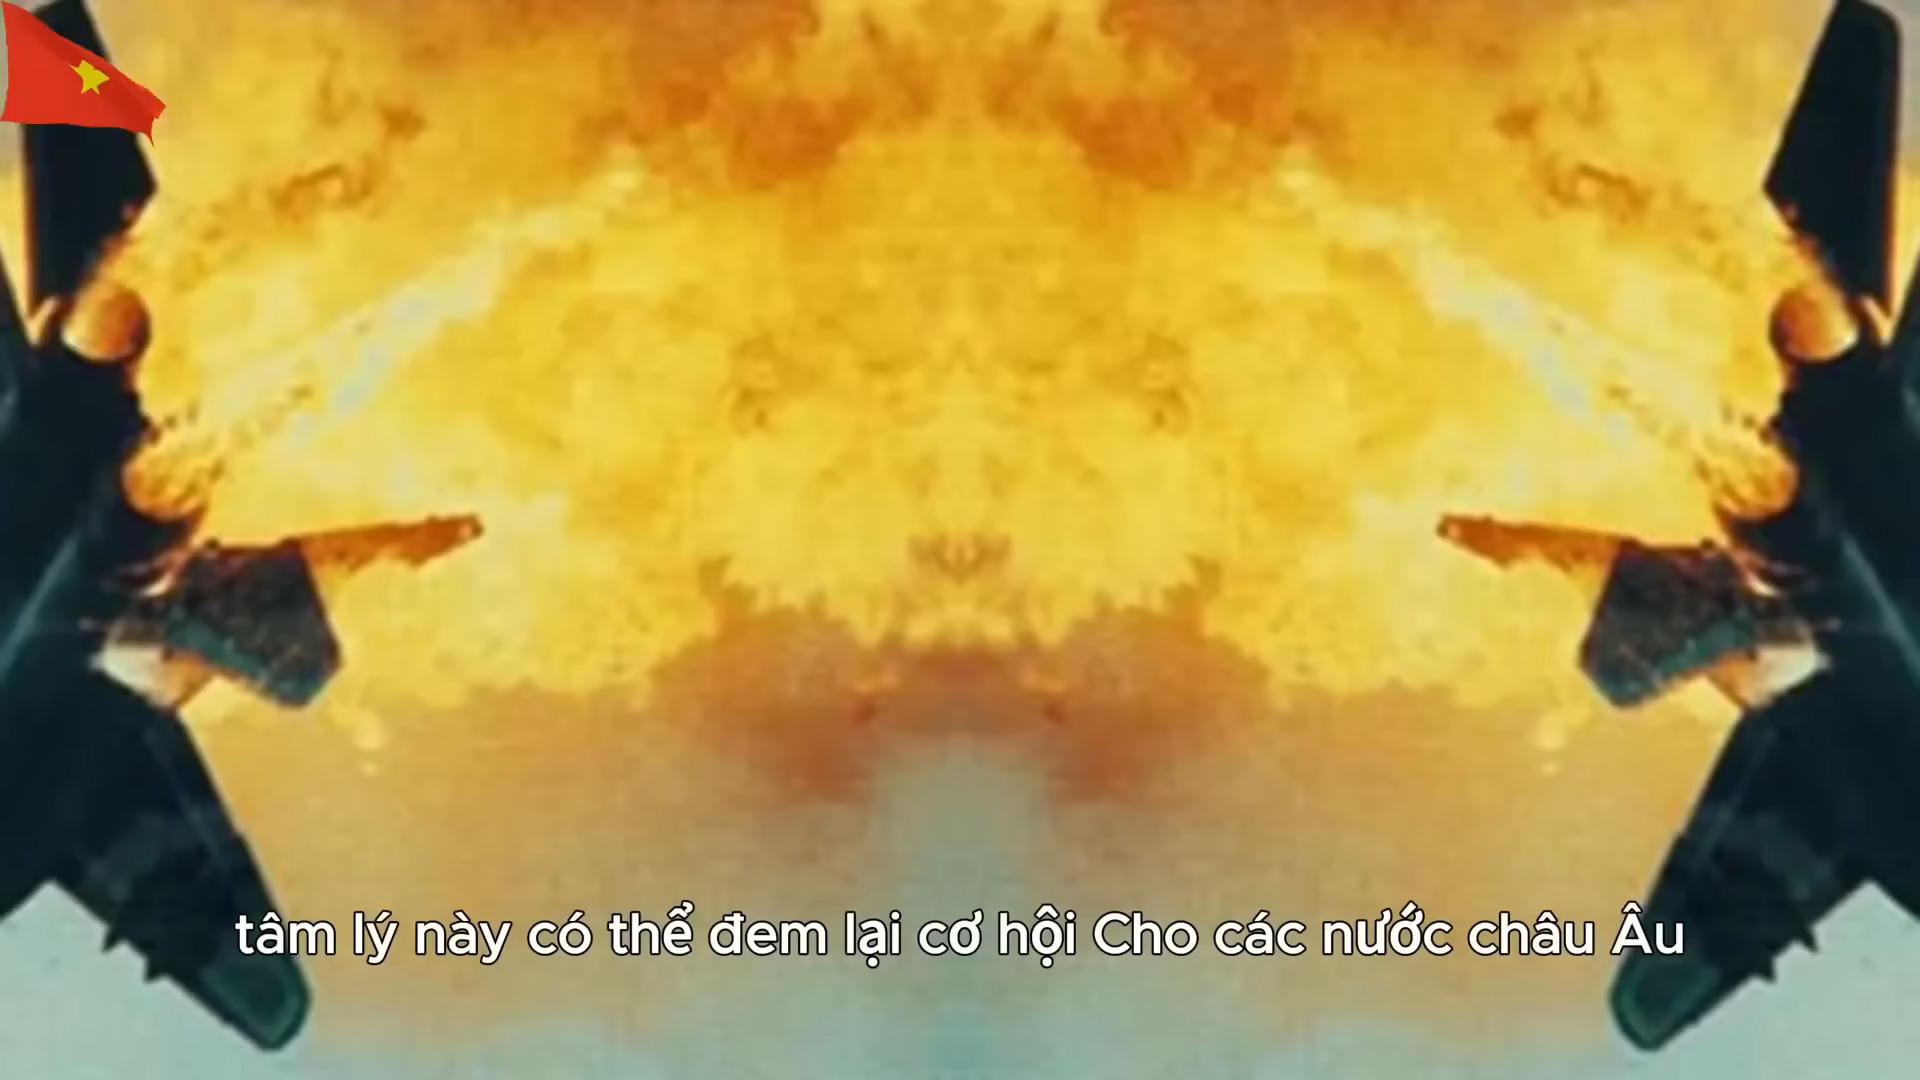 tâm lý này có thể đem lại cơ hội Cho các nước châu Âu